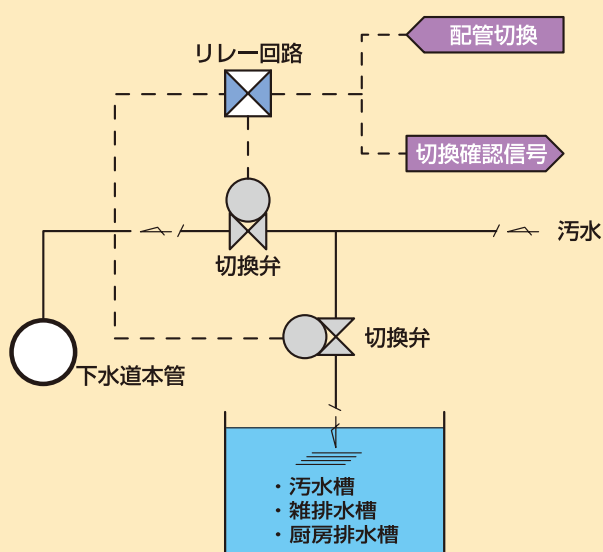 配管切換
リレー回路
切換確認信号
汚水
切換弁
切換弁
下水道本管
・汚水槽
・雑排水槽
・厨房排水槽